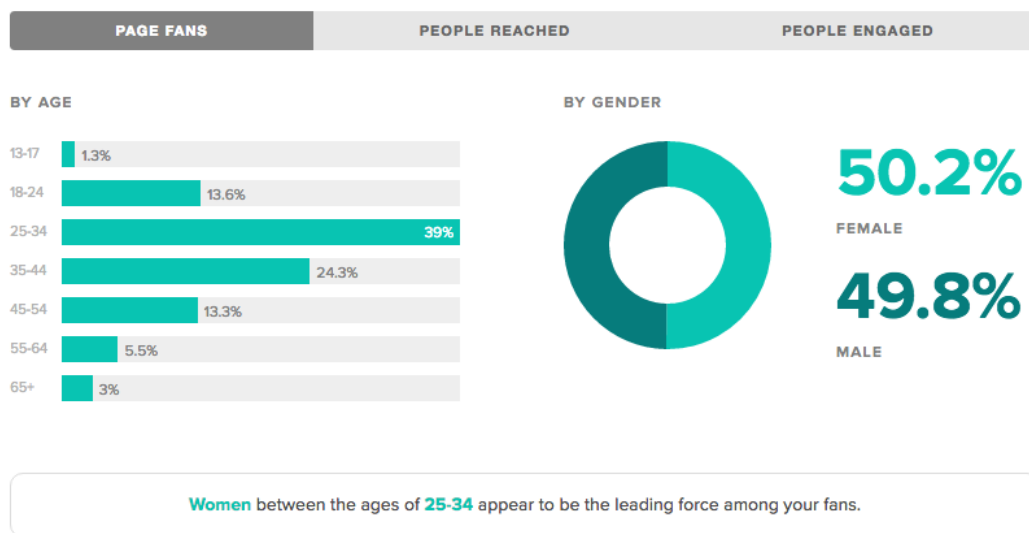 PAGE FANS
PEOPLE REACHED
PEOPLE ENGAGED
BY AGE
13-17 1.3%
18-24 13.6%
25-34 39%
35-44 24.3%
45-54 13.3%
55-64 5.5%
65+ 3%
BY GENDER
50.2%
FEMALE
49.8%
MALE
Women between the ages of 25-34 appear to be the leading force among your fans.